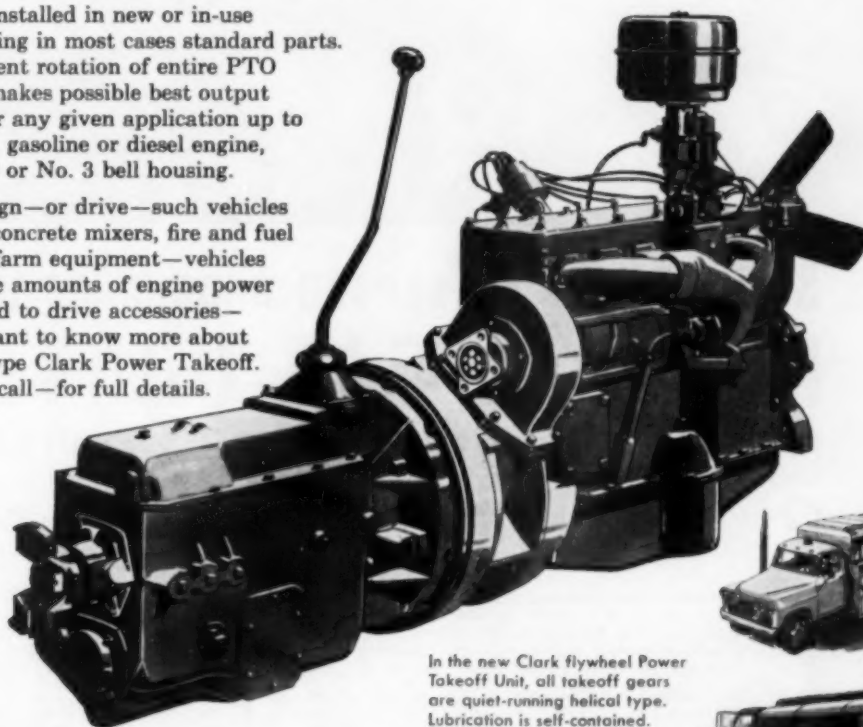 nstalled in new or in-use
ing in most cases standard parts.
ent rotation of entire PTO
makes possible best output
r any given application up to
gasoline or diesel engine,
or No. 3 bell housing.
ign—or drive—such vehicles
concrete mixers, fire and fuel
farm equipment—vehicles
e amounts of engine power
d to drive accessories—
ant to know more about
ype Clark Power Takeoff.
call—for full details.
In the new Clark flywheel Power
Takeoff Unit, all takeoff gears
are quiet-running helical type.
Lubrication is self-contained.